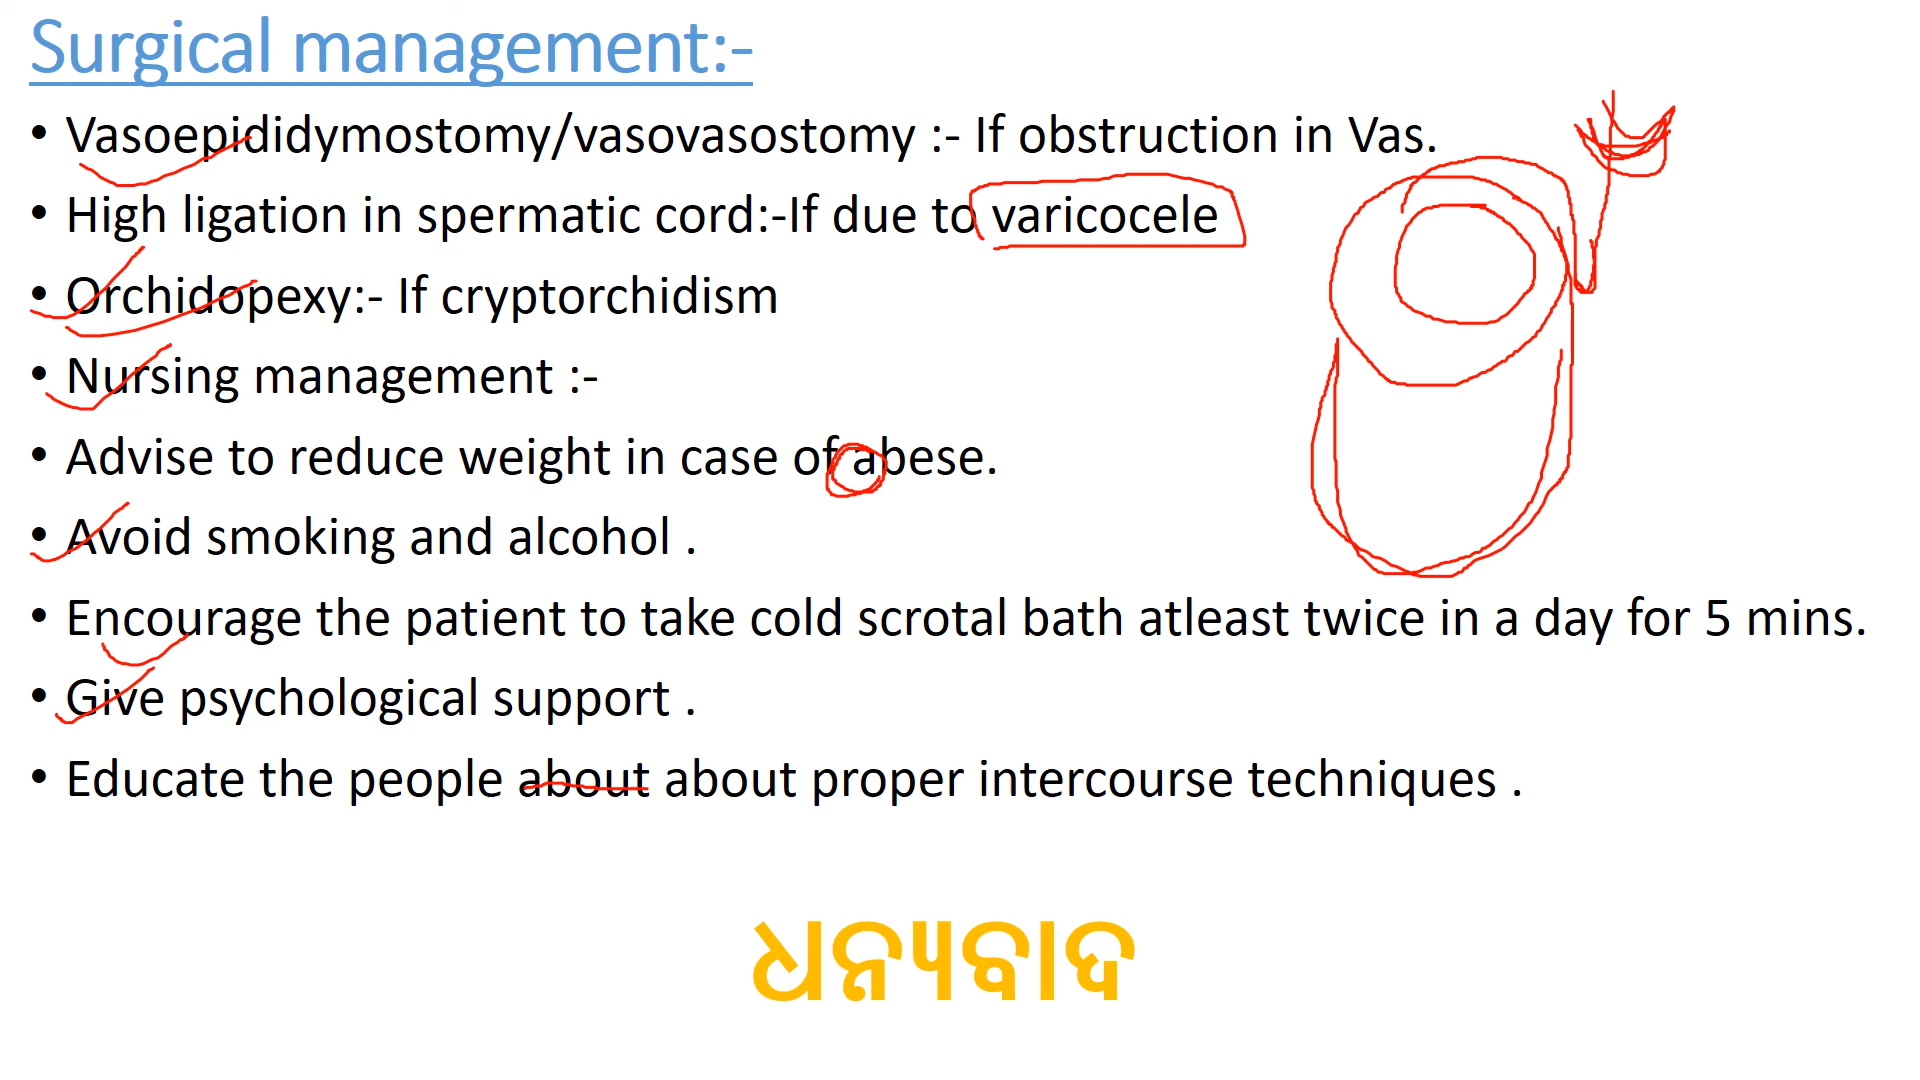 Surgical management:-
• Vasoepididymostomy/vasovasostomy :- If obstruction in Vas.
• High ligation in spermatic cord:-If due to varicocele
• Orchidopexy:- If cryptorchidism
• Nursing management :-
• Advise to reduce weight in case of abese.
• Avoid smoking and alcohol .
• Encourage the patient to take cold scrotal bath atleast twice in a day for 5 mins.
• Give psychological support .
• Educate the people about about proper intercourse techniques .
ଧନ୍ୟବାଦ